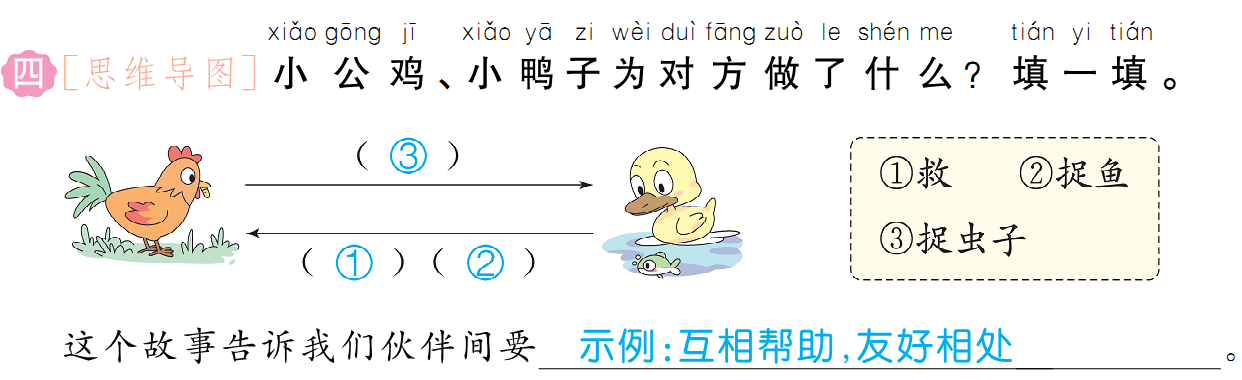 xiǎo gōng jī xiǎo yā zi wèi duì fāng zuò le shén me tián yi tián
四[思维导图]小公鸡、小鸭子为对方做了什么?填一填。
(③)
①救 ②捉鱼
③捉虫子
(①)(②)
这个故事告诉我们伙伴间要示例:互相帮助,友好相处。